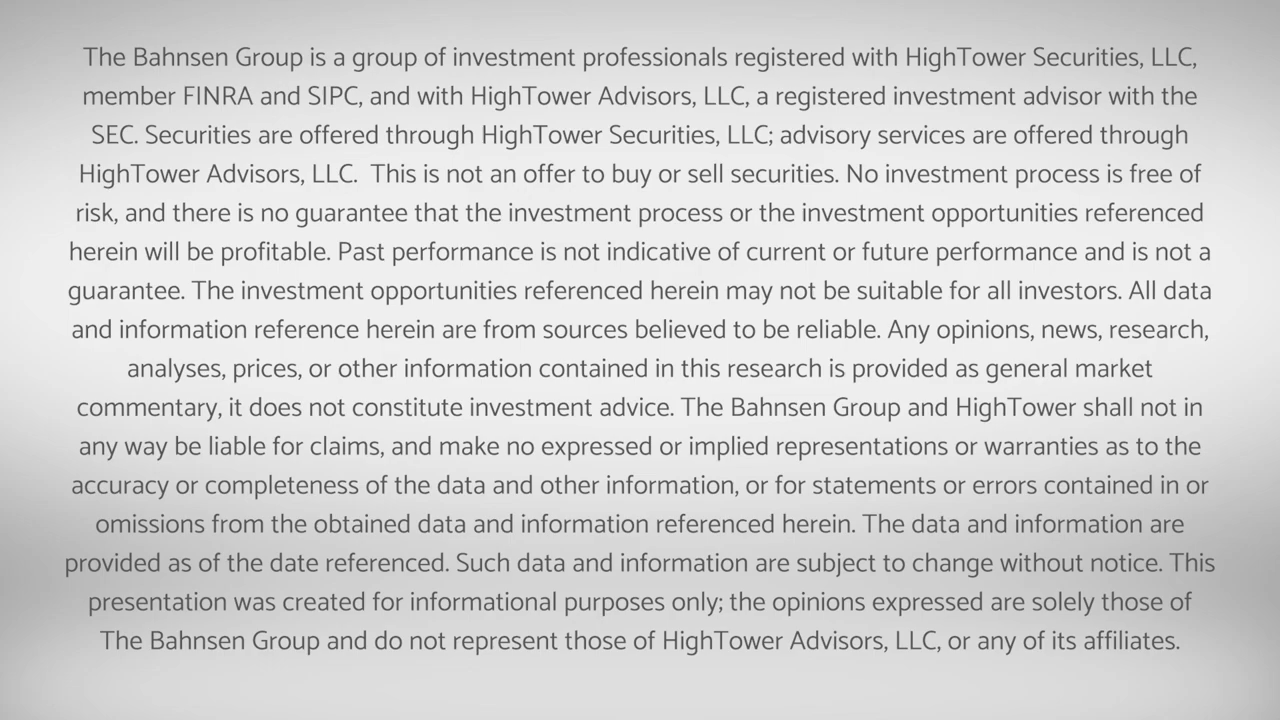 The Bahnsen Group is a group of investment professionals registered with HighTower Securities, LLC,
member FINRA and SIPC, and with HighTower Advisors, LLC, a registered investment advisor with the
SEC. Securities are offered through HighTower Securities, LLC; advisory services are offered through
HighTower Advisors, LLC.  This is not an offer to buy or sell securities. No investment process is free of
risk, and there is no guarantee that the investment process or the investment opportunities referenced
herein will be profitable. Past performance is not indicative of current or future performance and is not a
guarantee. The investment opportunities referenced herein may not be suitable for all investors. All data
and information reference herein are from sources believed to be reliable. Any opinions, news, research,
analyses, prices, or other information contained in this research is provided as general market
commentary, it does not constitute investment advice. The Bahnsen Group and HighTower shall not in
any way be liable for claims, and make no expressed or implied representations or warranties as to the
accuracy or completeness of the data and other information, or for statements or errors contained in or
omissions from the obtained data and information referenced herein. The data and information are
provided as of the date referenced. Such data and information are subject to change without notice. This
presentation was created for informational purposes only; the opinions expressed are solely those of
The Bahnsen Group and do not represent those of HighTower Advisors, LLC, or any of its affiliates.